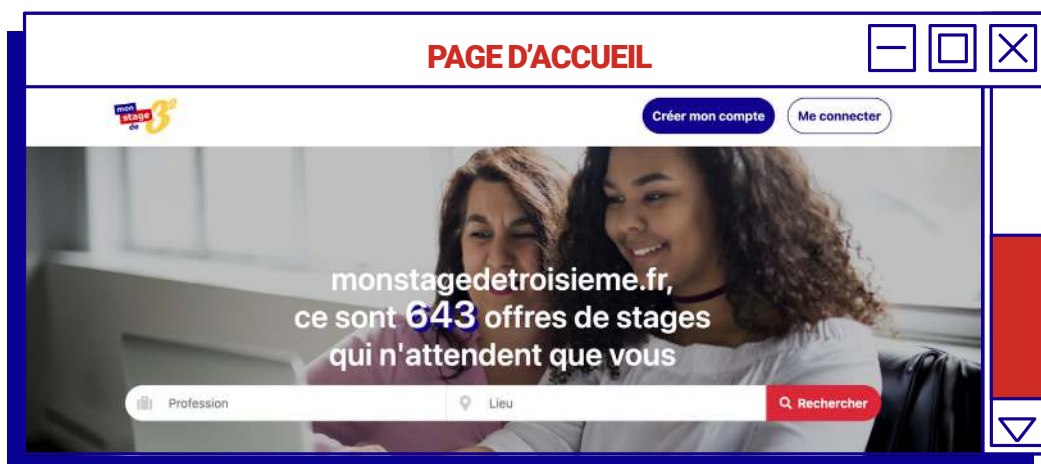 PAGE D'ACCUEIL
mon
stage
de
3e
Créer mon compte
Me connecter
monstagedetroisieme.fr,
ce sont 643 offres de stages
qui n'attendent que vous
Profession
Lieu
Rechercher